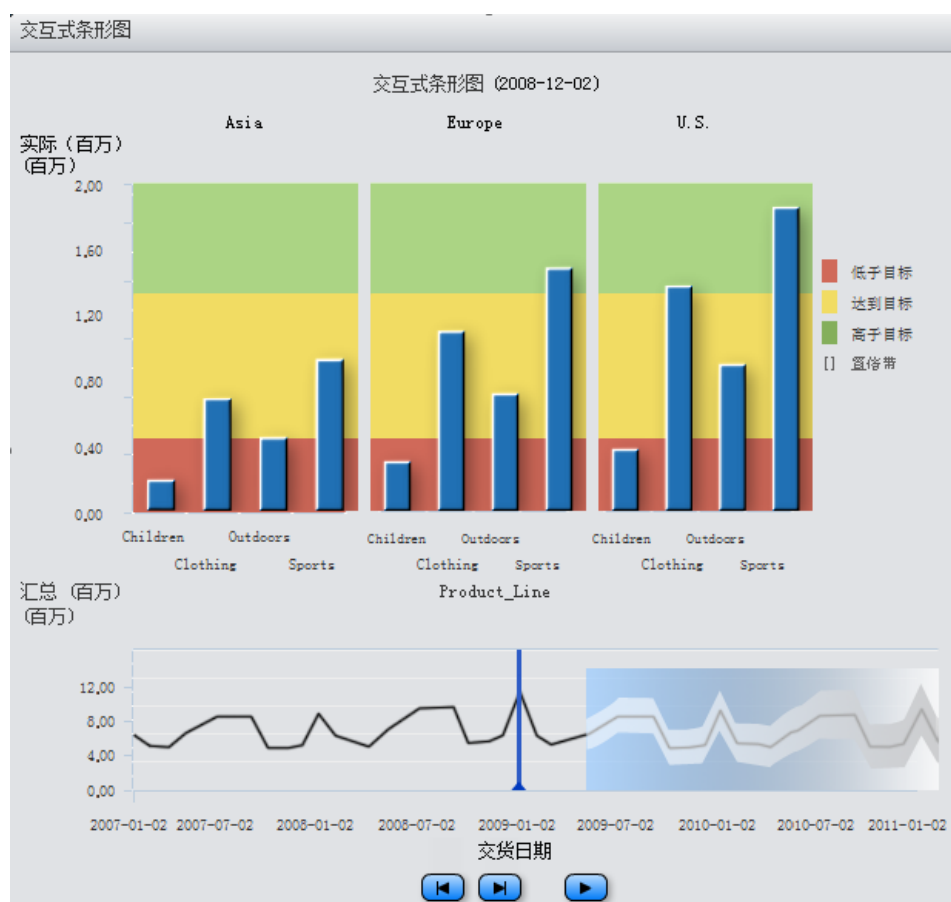 交互式条形图
交互式条形图 (2008-12-02)
Asia Europe U.S.
实际（百万）
(百万)
2,00
1,60
1,20
0,80
0,40
0,00
低于目标
达到目标
高于目标
[] 置信带
Children Outdoors Children Outdoors Children Outdoors
Clothing Sports Clothing Sports Clothing Sports
Product_Line
汇总（百万）
(百万)
12,00
8,00
4,00
0,00
2007-01-02 2007-07-02 2008-01-02 2008-07-02 2009-01-02 2009-07-02 2010-01-02 2010-07-02 2011-01-02
交货日期